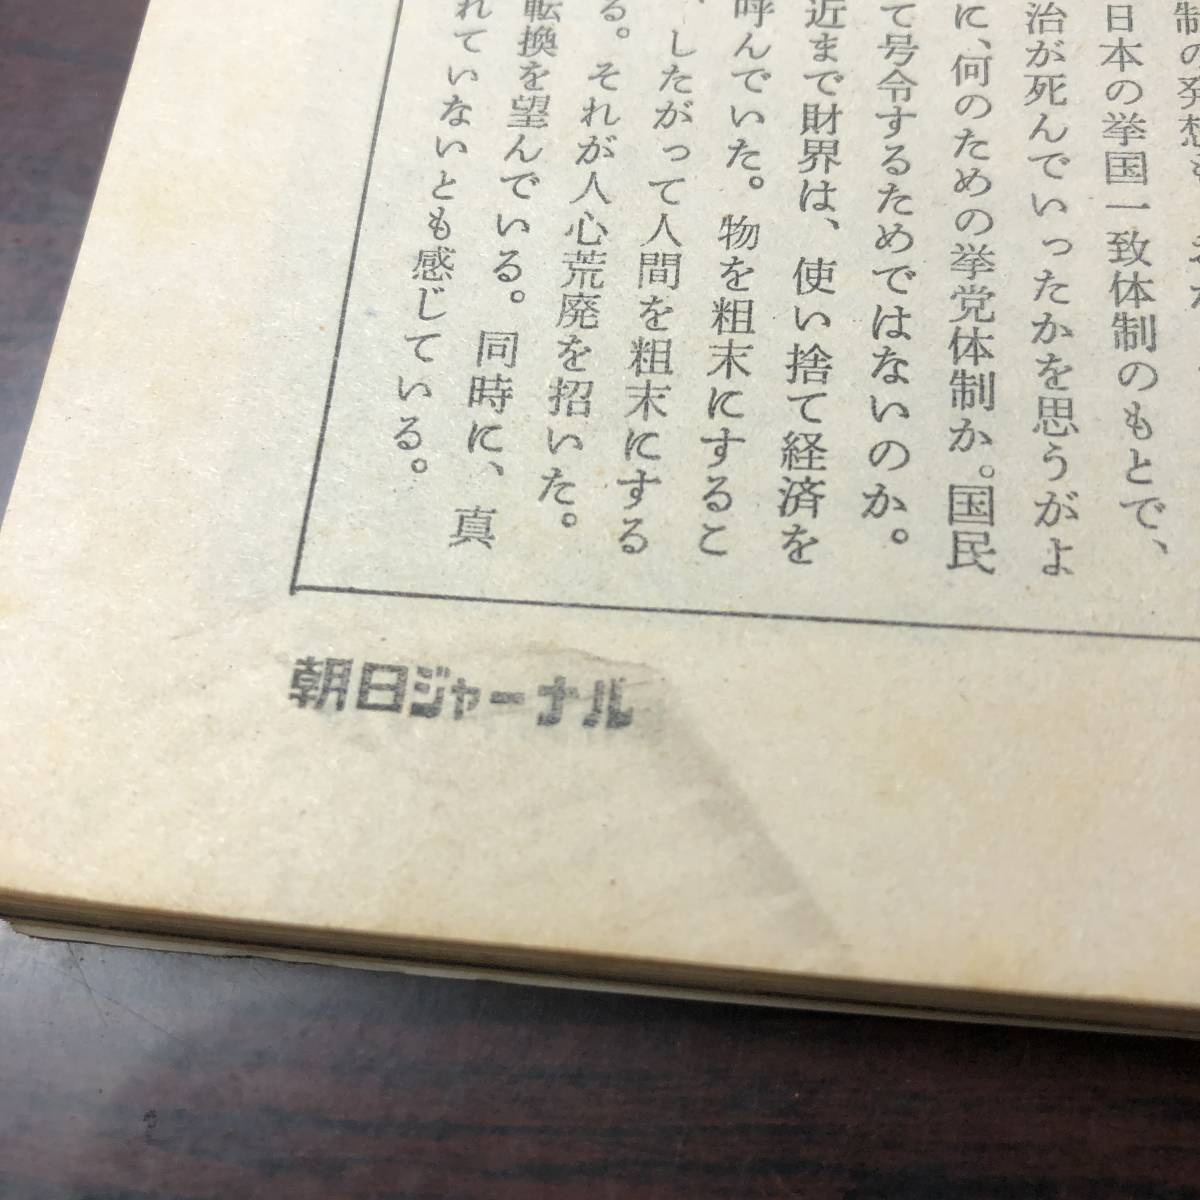 制の発想も
日本の挙国一致体制のもとで、
治が死んでいったかを思うがよ
に、何のための挙党体制か。国民
て号令するためではないのか。
近まで財界は、使い捨て経済を
呼んでいた。物を粗末にするこ
、したがって人間を粗末にする
る。それが人心荒廃を招いた。
転換を望んでいる。同時に、真
れていないとも感じている。
朝日ジャーナル